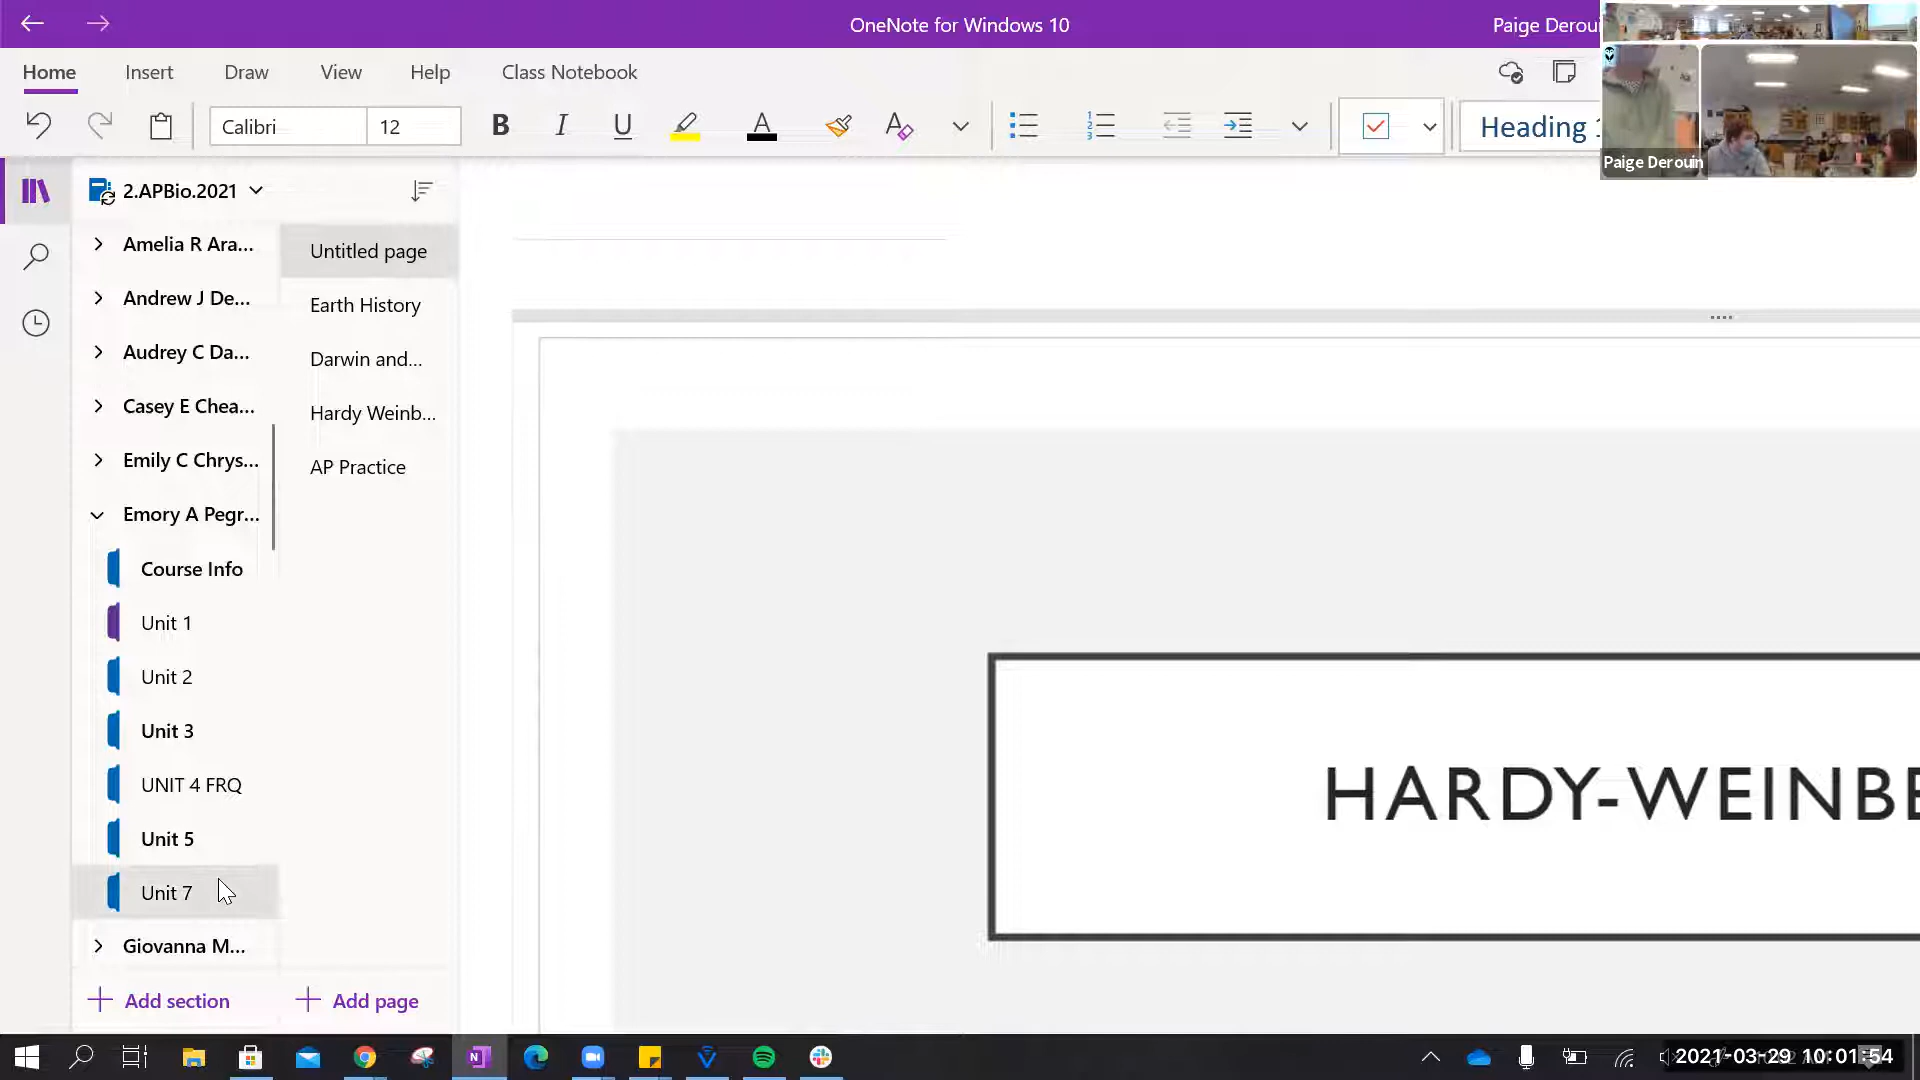 OneNote for Windows 10
Paige Derou
Home Insert Draw View Help Class Notebook
Calibri 12 B I U A A Heading
Paige Derouin
2.APBio.2021
Amelia R Ara...
Andrew J De...
Audrey C Da...
Casey E Chea...
Emily C Chrys...
Emory A Pegr...
Course Info
Unit 1
Unit 2
Unit 3
UNIT 4 FRQ
Unit 5
Unit 7
Giovanna M...
Add section
Untitled page
Earth History
Darwin and...
Hardy Weinb...
AP Practice
Add page
HARDY-WEINBE
2021-03-29 10:01:54